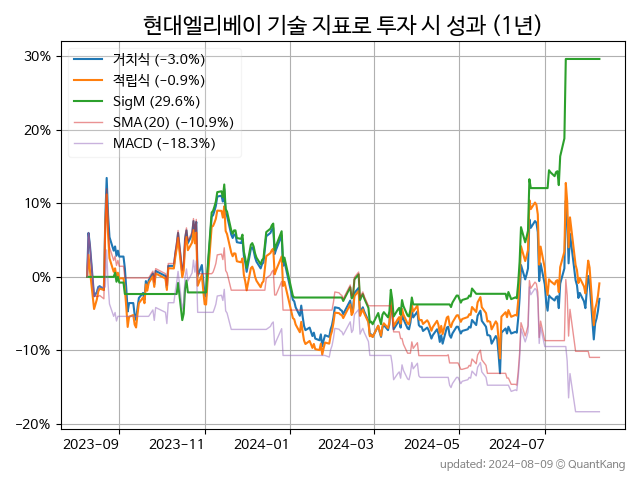 현대엘리베이 기술 지표로 투자 시 성과 (1년)
30%
20%
10%
0%
−10%
−20%
거치식 (−3.0%)
적립식 (−0.9%)
SigM (29.6%)
SMA(20) (−10.9%)
MACD (−18.3%)
2023-09
2023-11
2024-01
2024-03
2024-05
2024-07
updated: 2024-08-09 © QuantKang